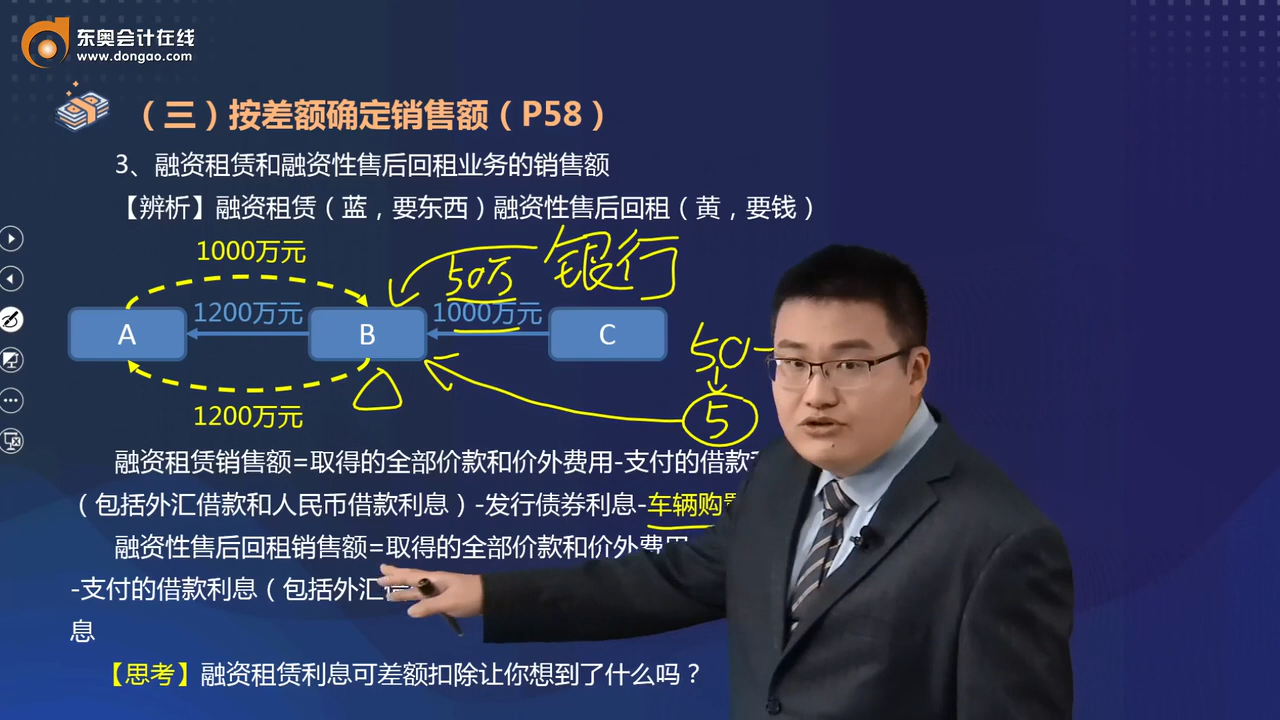 东奥会计在线
www.dongao.com
（三）按差额确定销售额（P58）
3、融资租赁和融资性售后回租业务的销售额
【辨析】融资租赁（蓝，要东西）融资性售后回租（黄，要钱）
1000万元
50万
银行
1200万元
1000万元
A
B
C
50-
5
1200万元
融资租赁销售额=取得的全部价款和价外费用-支付的借款
（包括外汇借款和人民币借款利息）-发行债券利息-车辆购
融资性售后回租销售额=取得的全部价款和价外费用
-支付的借款利息（包括外汇
息
【思考】融资租赁利息可差额扣除让你想到了什么吗？